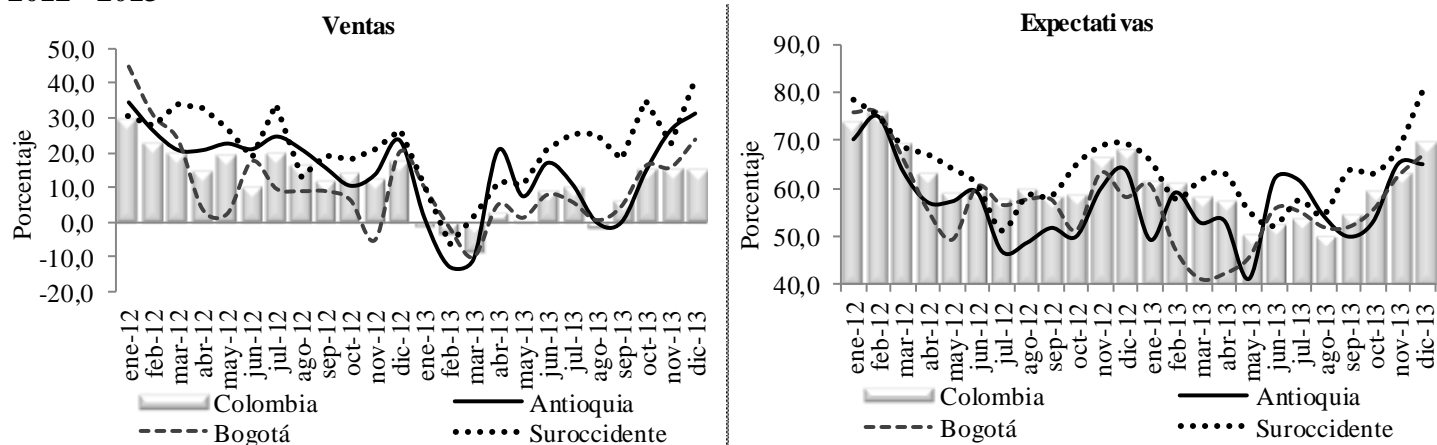 Ventas
50,0
40,0
30,0
20,0
10,0
0,0
-10,0
-20,0
Porcentaje
ene-12
feb-12
mar-12
abr-12
may-12
jun-12
jul-12
ago-12
sep-12
oct-12
nov-12
dic-12
ene-13
feb-13
mar-13
abr-13
may-13
jun-13
jul-13
ago-13
sep-13
oct-13
nov-13
dic-13
Colombia
Antioquia
Bogotá
Suroccidente
Expectativas
90,0
80,0
70,0
60,0
50,0
40,0
Porcentaje
ene-12
feb-12
mar-12
abr-12
may-12
jun-12
jul-12
ago-12
sep-12
oct-12
nov-12
dic-12
ene-13
feb-13
mar-13
abr-13
may-13
jun-13
jul-13
ago-13
sep-13
oct-13
nov-13
dic-13
Colombia
Antioquia
Bogotá
Suroccidente